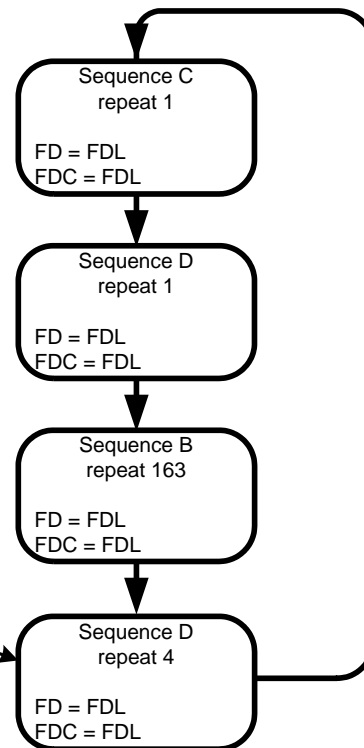 Sequence C
repeat 1
FD = FDL
FDC = FDL
Sequence D
repeat 1
FD = FDL
FDC = FDL
Sequence B
repeat 163
FD = FDL
FDC = FDL
Sequence D
repeat 4
FD = FDL
FDC = FDL